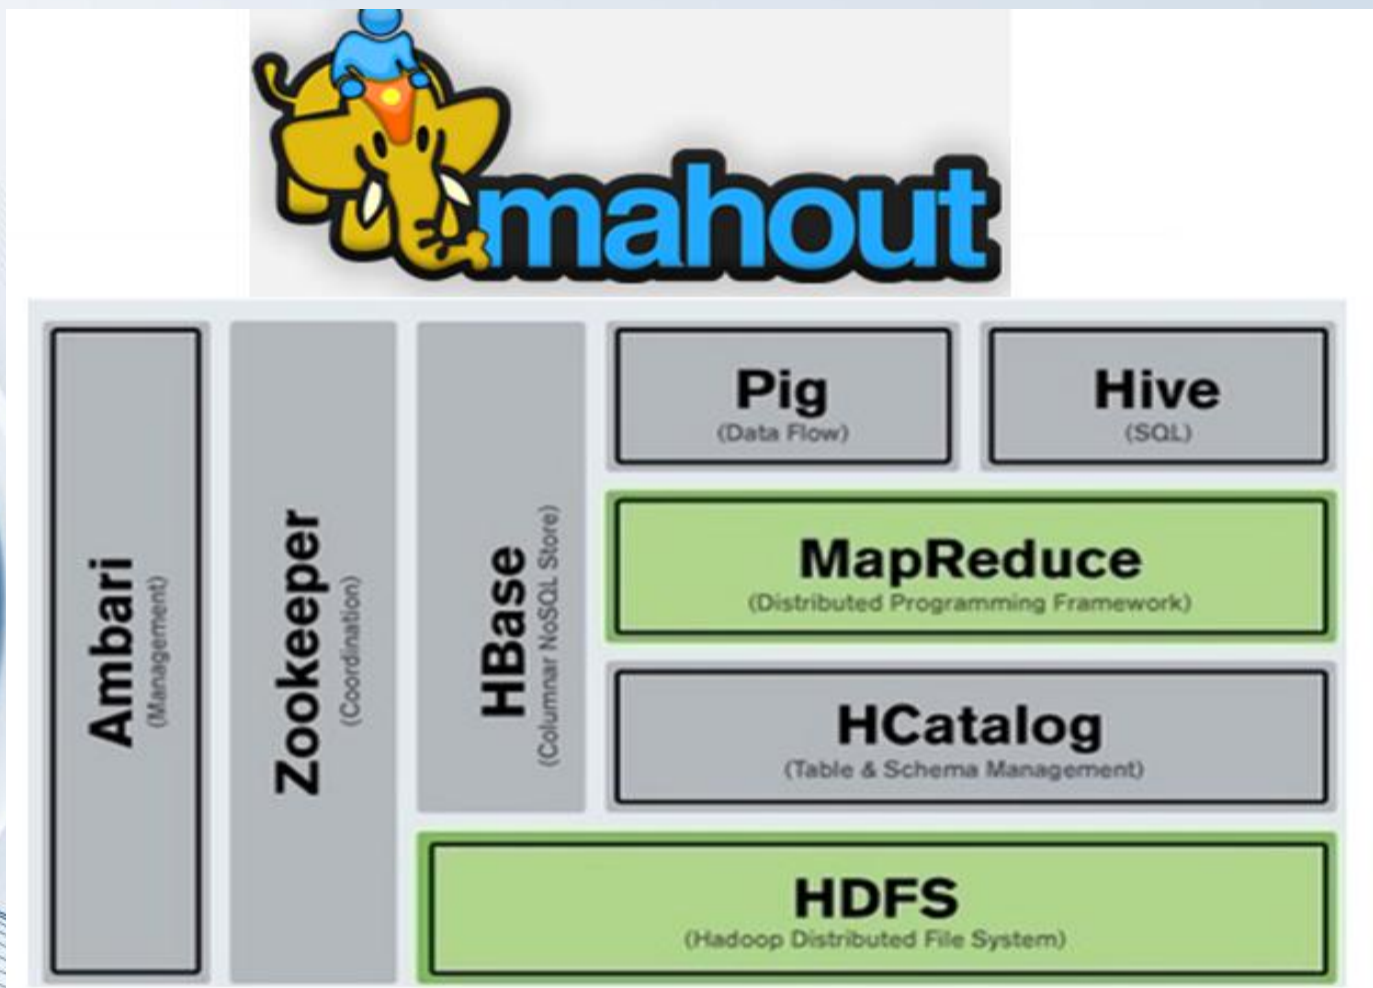 mahout
Ambari
(Management)
Zookeeper
(Coordination)
HBase
(Columnar NoSQL Store)
Pig
(Data Flow)
Hive
(SQL)
MapReduce
(Distributed Programming Framework)
HCatalog
(Table & Schema Management)
HDFS
(Hadoop Distributed File System)